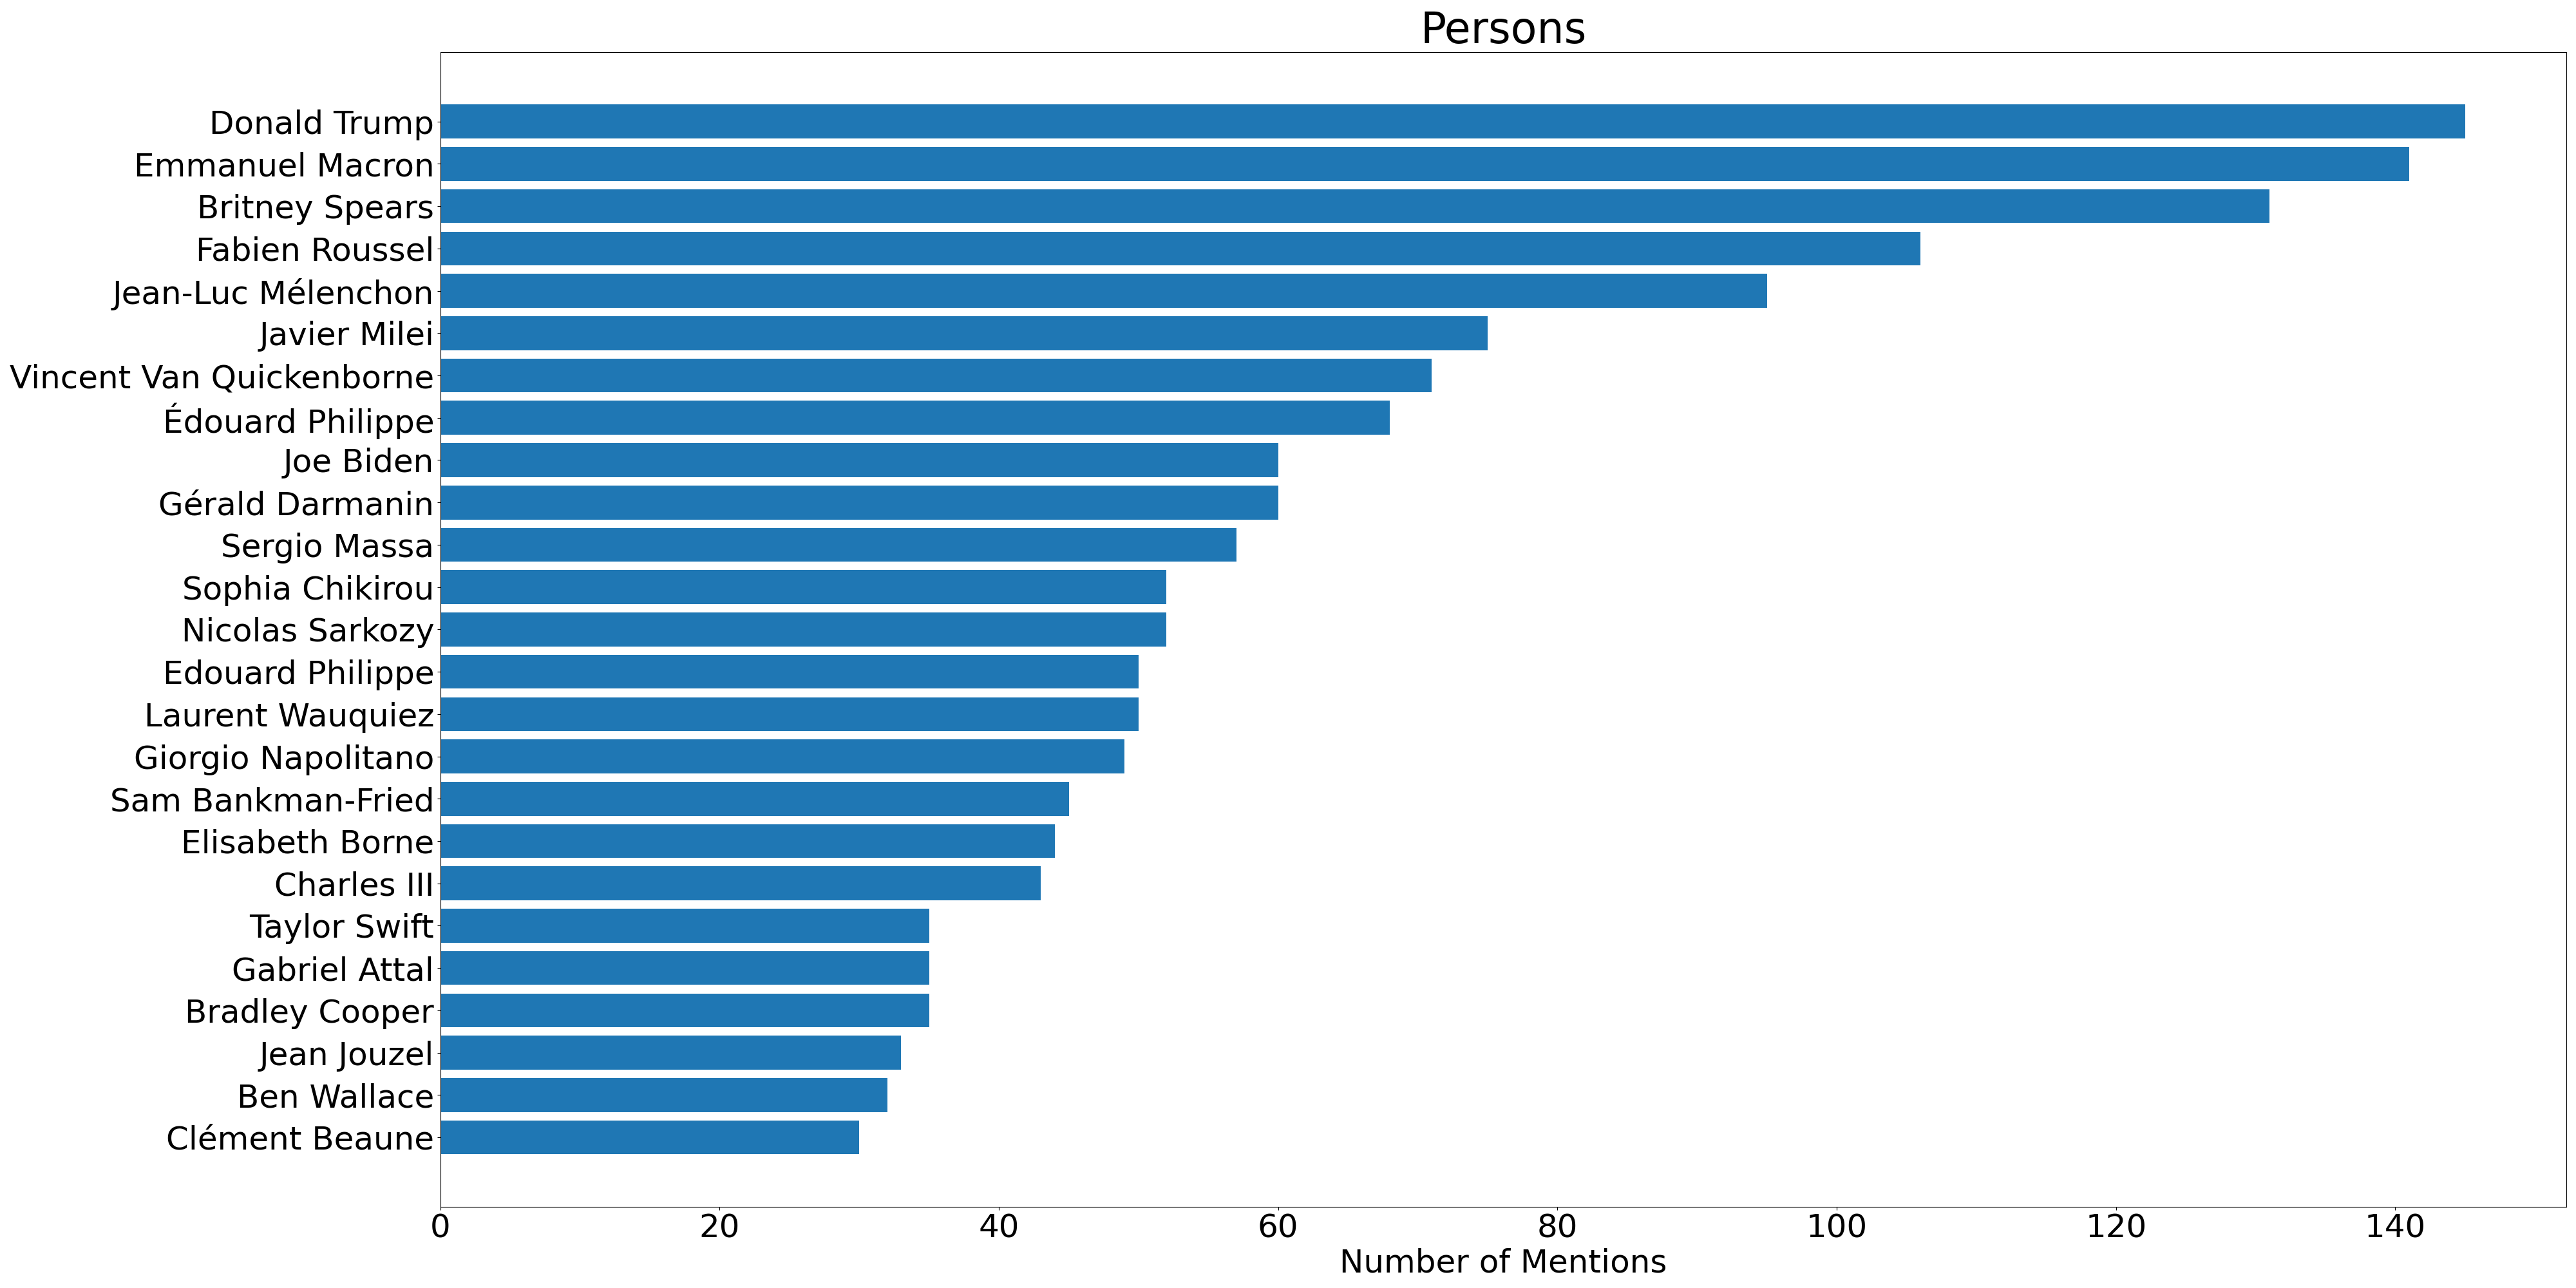 Persons
Donald Trump
Emmanuel Macron
Britney Spears
Fabien Roussel
Jean-Luc Mélenchon
Javier Milei
Vincent Van Quickenborne
Édouard Philippe
Joe Biden
Gérald Darmanin
Sergio Massa
Sophia Chikirou
Nicolas Sarkozy
Edouard Philippe
Laurent Wauquiez
Giorgio Napolitano
Sam Bankman-Fried
Elisabeth Borne
Charles III
Taylor Swift
Gabriel Attal
Bradley Cooper
Jean Jouzel
Ben Wallace
Clément Beaune
0 20 40 60 80 100 120 140
Number of Mentions